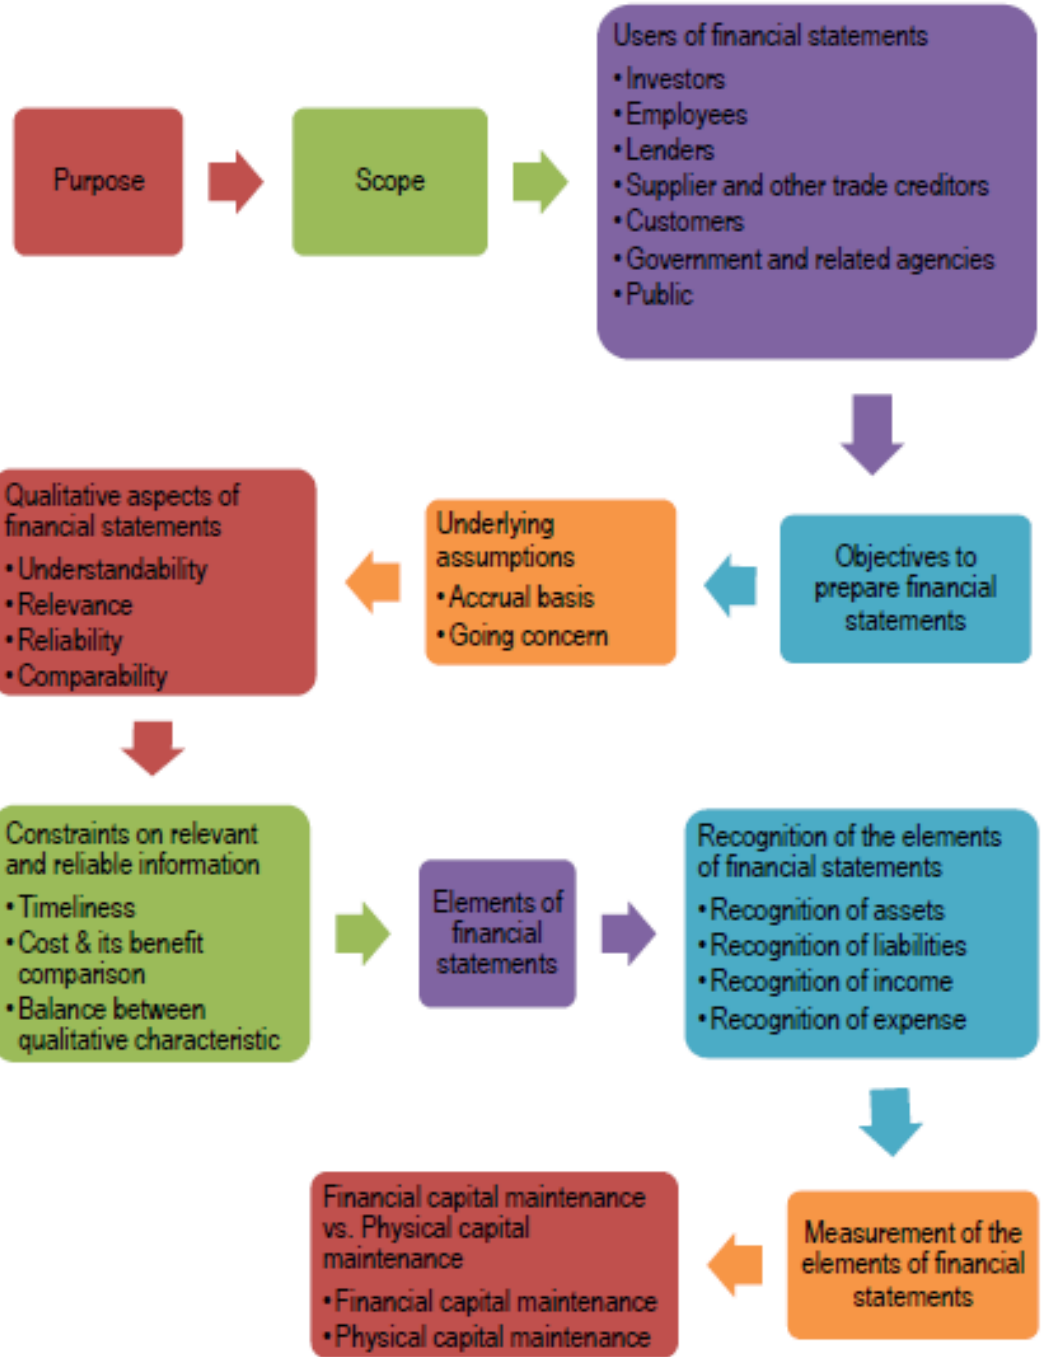 Purpose
Scope
Users of financial statements
• Investors
• Employees
• Lenders
• Supplier and other trade creditors
• Customers
• Government and related agencies
• Public
Objectives to
prepare financial
statements
Underlying
assumptions
• Accrual basis
• Going concern
Qualitative aspects of
financial statements
• Understandability
• Relevance
• Reliability
• Comparability
Constraints on relevant
and reliable information
• Timeliness
• Cost & its benefit
comparison
• Balance between
qualitative characteristic
Elements of
financial
statements
Recognition of the elements
of financial statements
• Recognition of assets
• Recognition of liabilities
• Recognition of income
• Recognition of expense
Measurement of the
elements of financial
statements
Financial capital maintenance
vs. Physical capital
maintenance
• Financial capital maintenance
• Physical capital maintenance